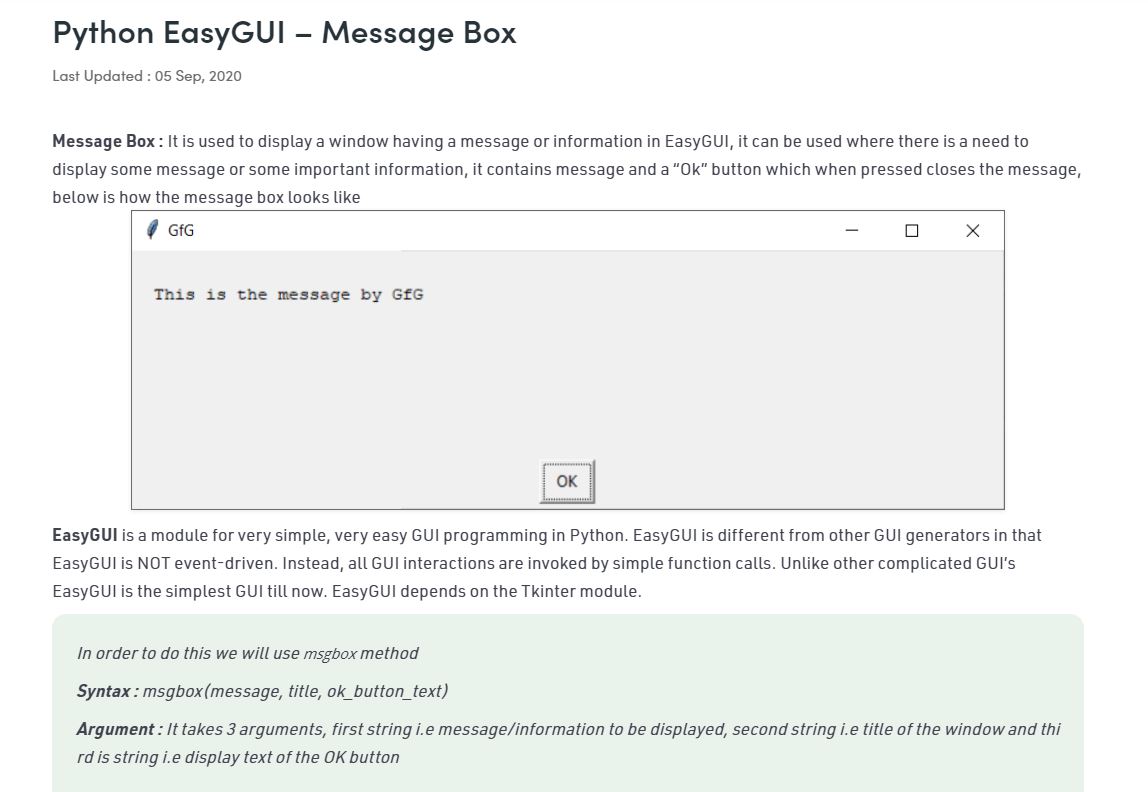 Python EasyGUI – Message Box
Last Updated : 05 Sep, 2020
Message Box : It is used to display a window having a message or information in EasyGUI, it can be used where there is a need to
display some message or some important information, it contains message and a “Ok” button which when pressed closes the message,
below is how the message box looks like
GfG
This is the message by GfG
OK
EasyGUI is a module for very simple, very easy GUI programming in Python. EasyGUI is different from other GUI generators in that
EasyGUI is NOT event-driven. Instead, all GUI interactions are invoked by simple function calls. Unlike other complicated GUI’s
EasyGUI is the simplest GUI till now. EasyGUI depends on the Tkinter module.
In order to do this we will use msgbox method
Syntax : msgbox(message, title, ok_button_text)
Argument : It takes 3 arguments, first string i.e message/information to be displayed, second string i.e title of the window and thi
rd is string i.e display text of the OK button